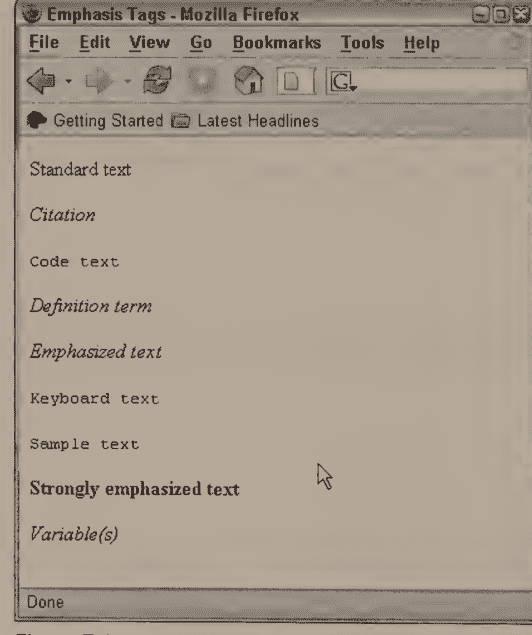 Emphasis Tags - Mozilla Firefox
File Edit View Go Bookmarks Tools Help
G
Getting Started Latest Headlines
Standard text
Citation
Code text
Definition term
Emphasized text
Keyboard text
Sample text
Strongly emphasized text
Variable(s)
Done